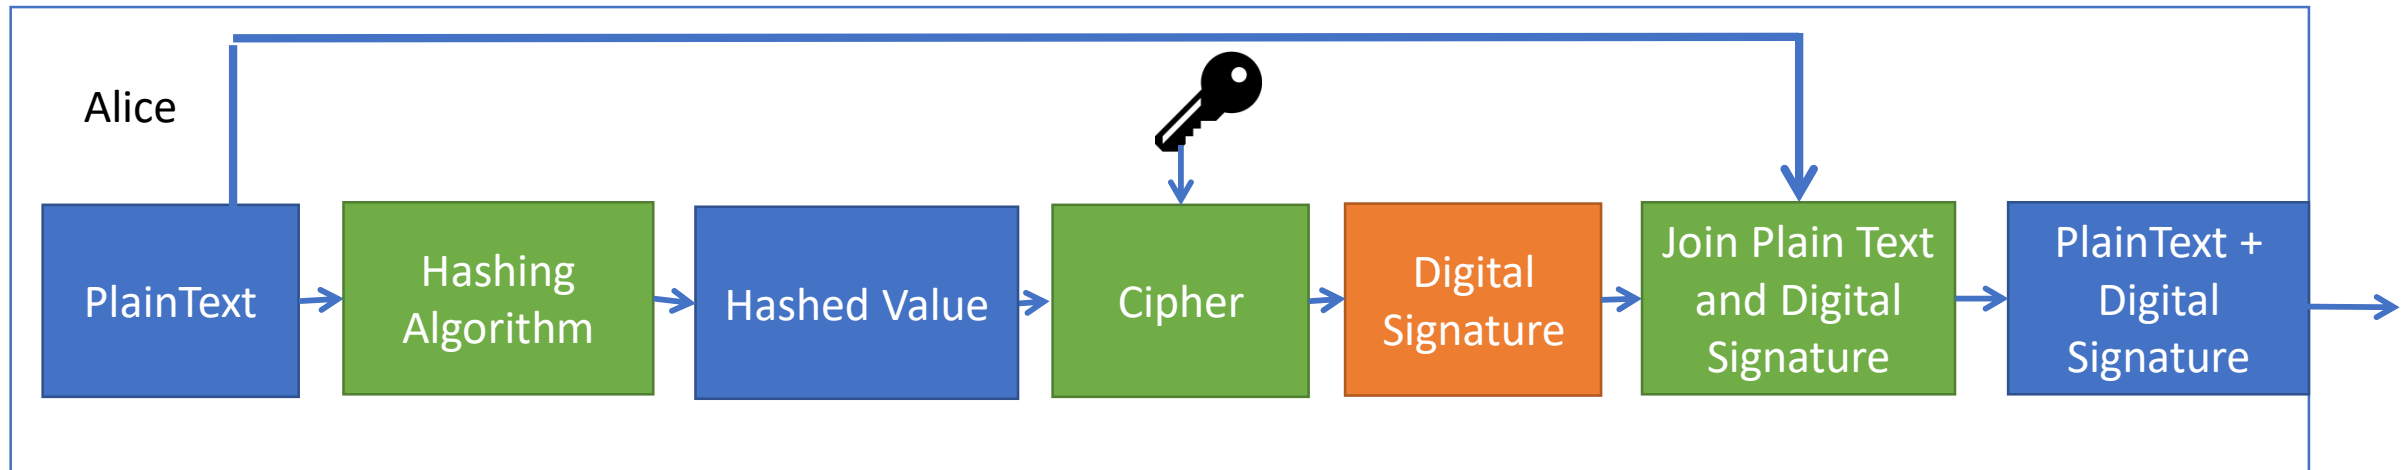 Alice
PlainText
Hashing
Algorithm
Hashed Value
Cipher
Digital
Signature
Join Plain Text
and Digital
Signature
PlainText +
Digital
Signature